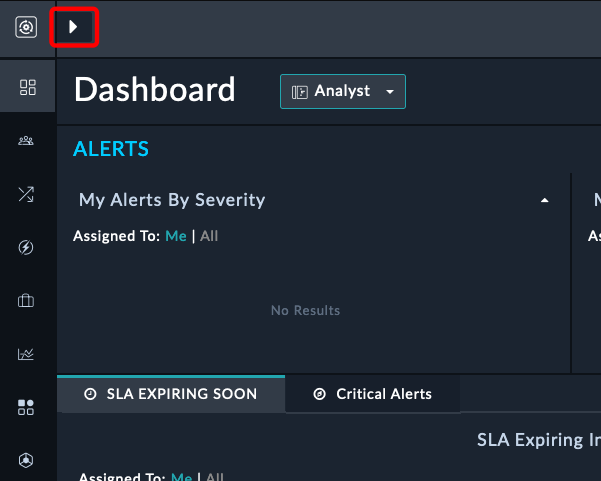 Dashboard
Analyst
ALERTS
My Alerts By Severity
Assigned To: Me | All
No Results
SLA EXPIRING SOON
Critical Alerts
SLA Expiring In
Assigned To: Me | All